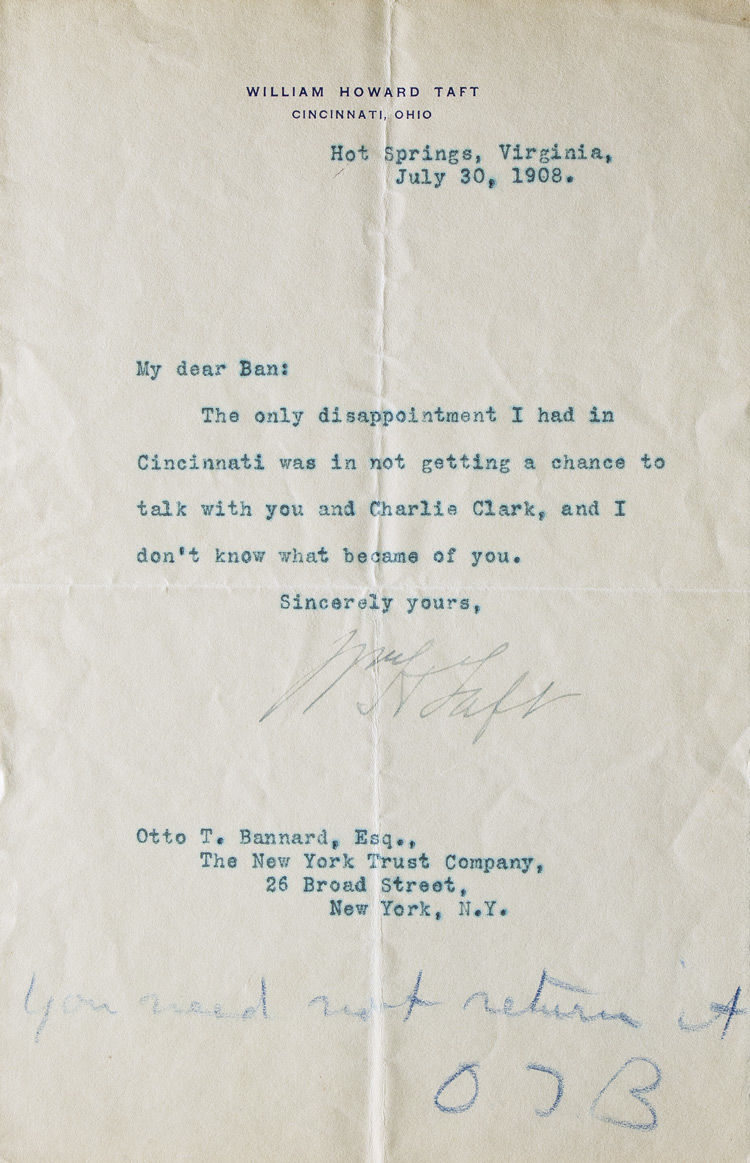 WILLIAM HOWARD TAFT
CINCINNATI, OHIO
Hot Springs, Virginia,
July 30, 1908.
My dear Ban:
The only disappointment I had in
Cincinnati was in not getting a chance to
talk with you and Charlie Clark, and I
don't know what became of you.
Sincerely yours,
Wm H Taft
Otto T. Bannard, Esq.,
The New York Trust Company,
26 Broad Street,
New York, N.Y.
You need not return it
OTB